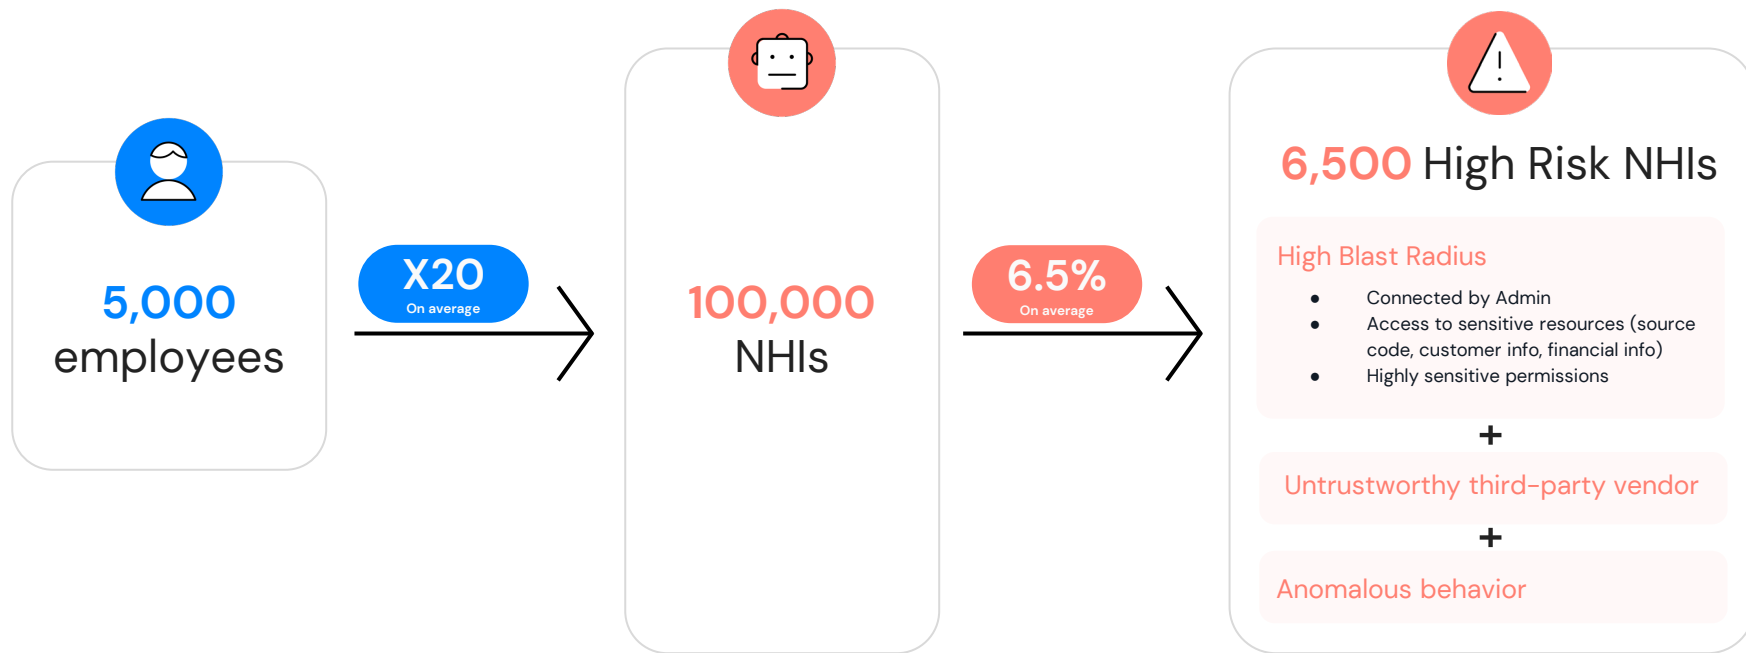 5,000
employees
X20
On average
100,000
NHIs
6.5%
On average
6,500 High Risk NHIs
High Blast Radius
● Connected by Admin
● Access to sensitive resources (source
code, customer info, financial info)
● Highly sensitive permissions
+
Untrustworthy third-party vendor
+
Anomalous behavior